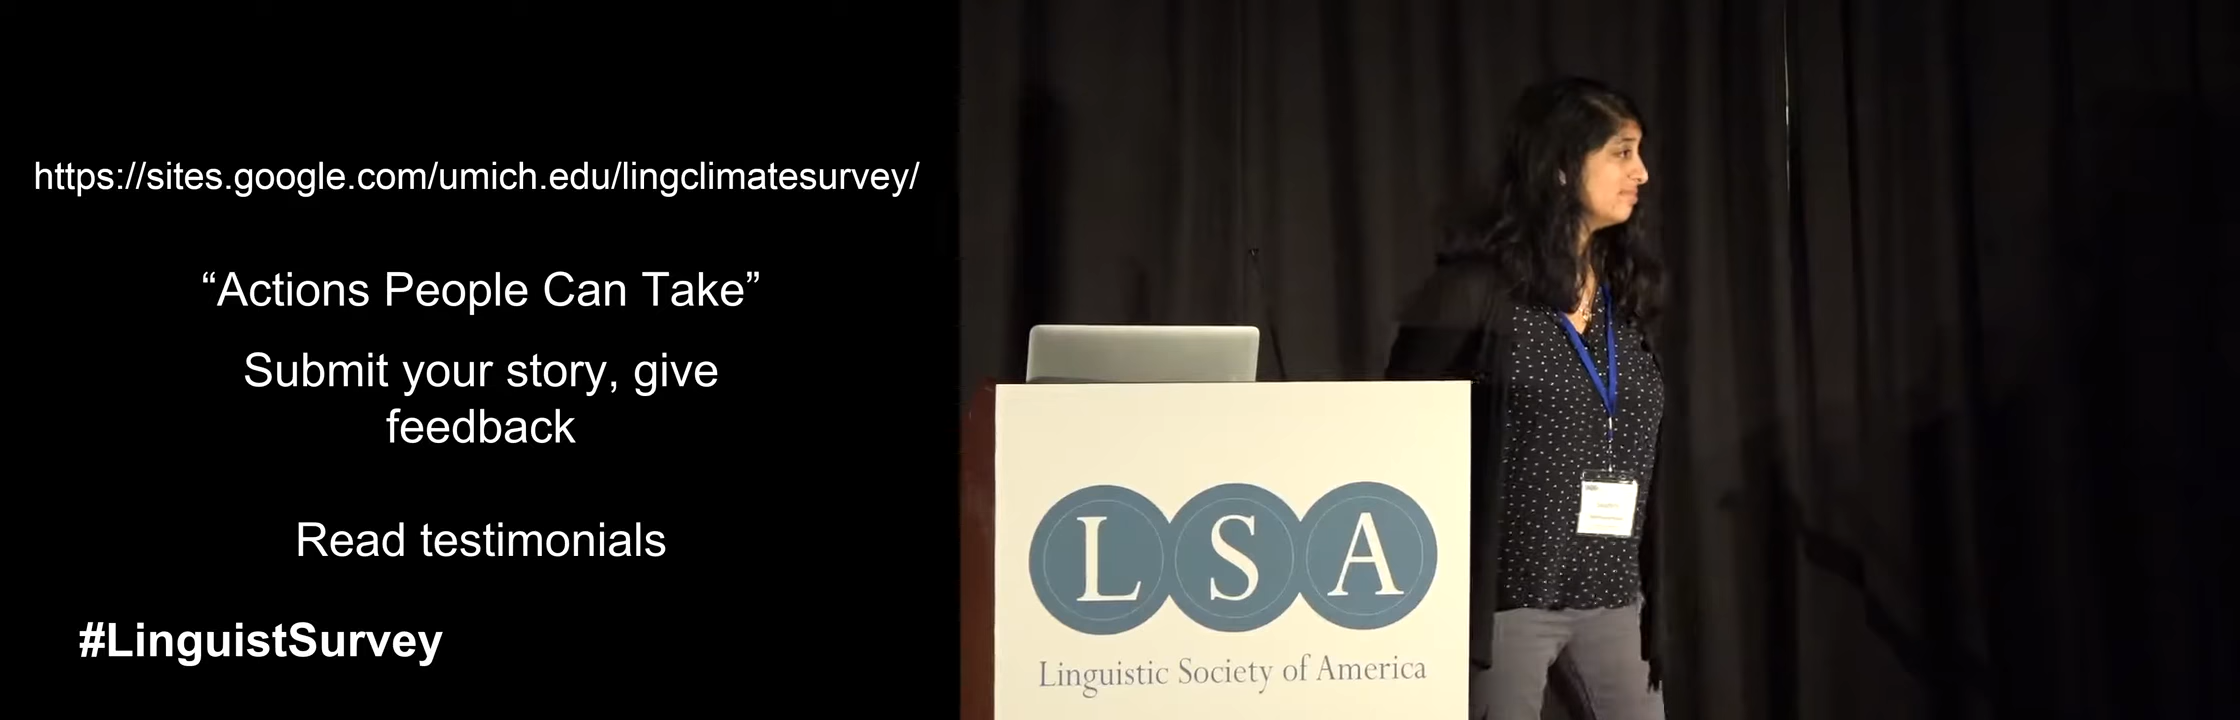 https://sites.google.com/umich.edu/lingclimatesurvey/
“Actions People Can Take”
Submit your story, give
feedback
Read testimonials
#LinguistSurvey
L S A
Linguistic Society of America